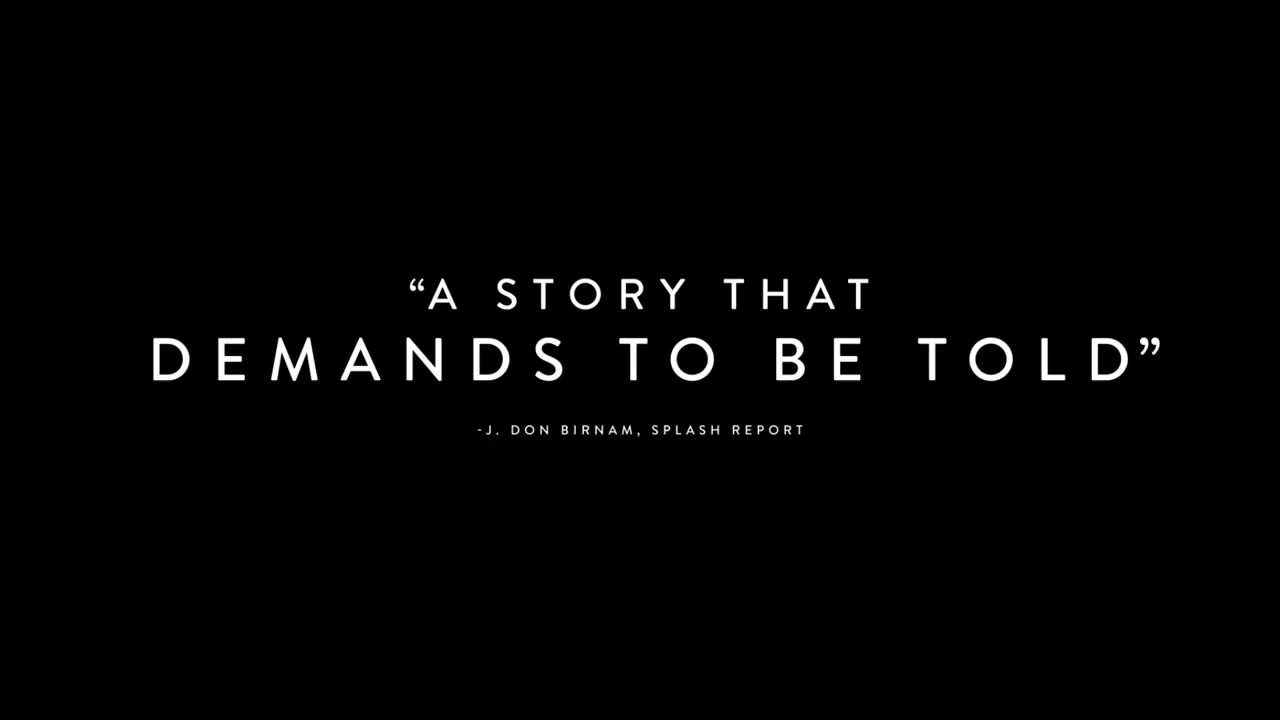 “A STORY THAT
DEMANDS TO BE TOLD”
-J. DON BIRNAM, SPLASH REPORT